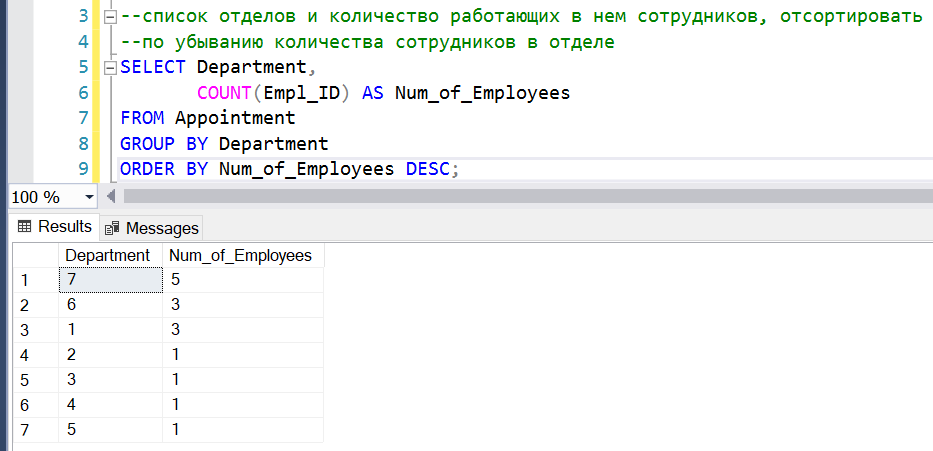 3 --список отделов и количество работающих в нем сотрудников, отсортировать
4 --по убыванию количества сотрудников в отделе
5 SELECT Department,
6 COUNT(Empl_ID) AS Num_of_Employees
7 FROM Appointment
8 GROUP BY Department
9 ORDER BY Num_of_Employees DESC;
100 %
Results Messages
Department Num_of_Employees
1 7 5
2 6 3
3 1 3
4 2 1
5 3 1
6 4 1
7 5 1